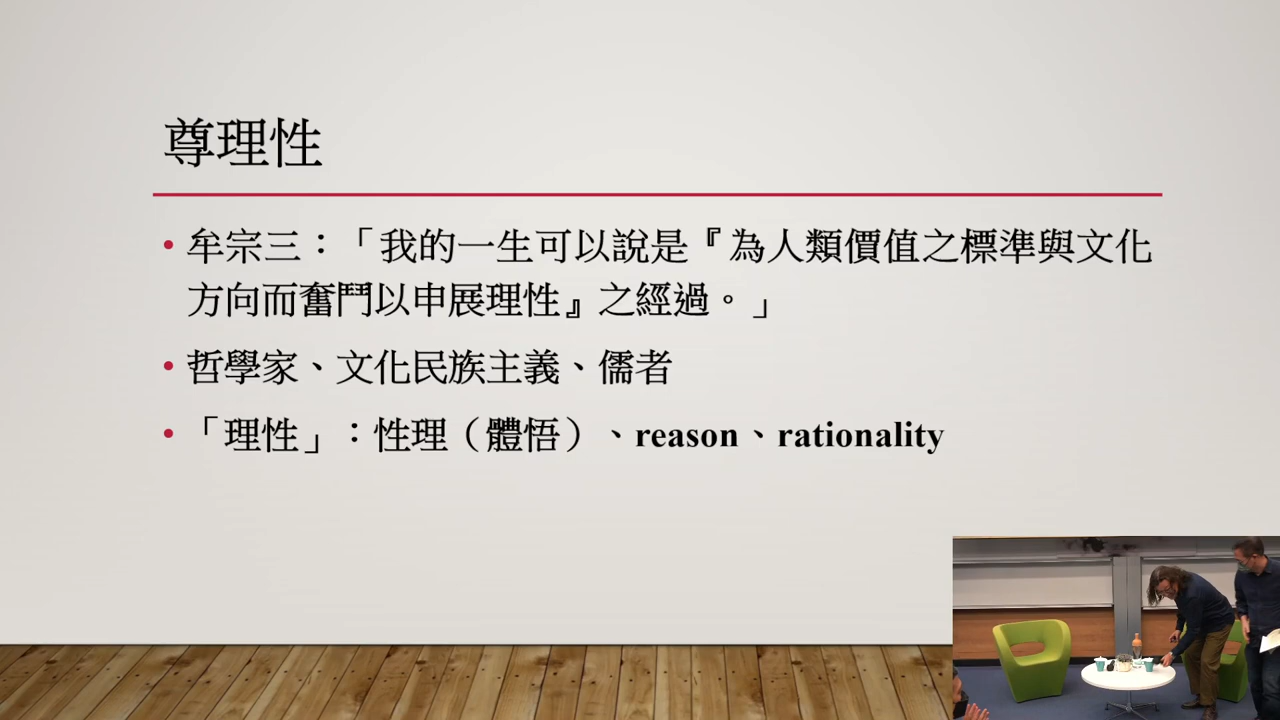 尊理性
• 牟宗三：「我的一生可以說是『為人類價值之標準與文化
方向而奮鬥以申展理性』之經過。」
• 哲學家、文化民族主義、儒者
• 「理性」：性理（體悟）、reason、rationality